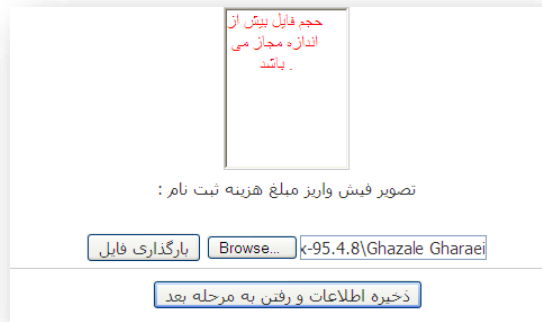 حجم فایل بیش از
اندازه مجاز می
باشد .
تصویر فیش واریز مبلغ هزینه ثبت نام :
بارگذاری فایل Browse... x-95.4.8\Ghazale Gharaei
ذخیره اطلاعات و رفتن به مرحله بعد